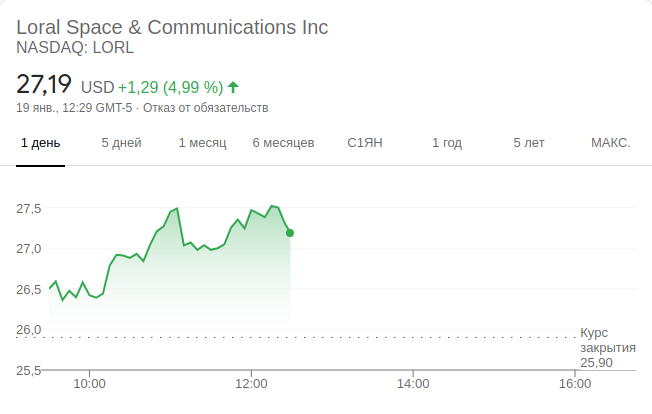 Loral Space & Communications Inc
NASDAQ: LORL
27,19 USD +1,29 (4,99 %)
19 янв., 12:29 GMT-5 · Отказ от обязательств
1 день 5 дней 1 месяц 6 месяцев С1ЯН 1 год 5 лет МАКС.
27,5
27,0
26,5
26,0
Курс
закрытия
25,90
25,5
10:00 12:00 14:00 16:00